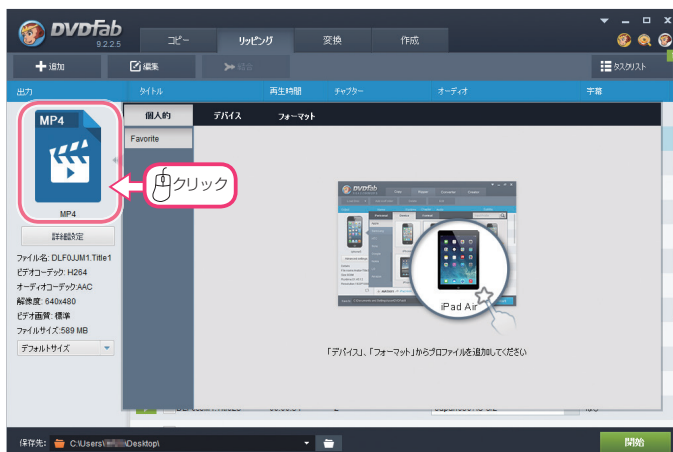 DVDFab
9.2.2.5
コピー リッピング 変換 作成
追加 編集 結合 タスクリスト
出力 タイトル 再生時間 チャプター オーディオ 字幕
MP4
個人的 デバイス フォーマット
Favorite
クリック
MP4
詳細設定
ファイル名: DLF0JJM1.Title1
ビデオコーデック: H264
オーディオコーデック:AAC
解像度: 640x480
ビデオ画質: 標準
ファイルサイズ:589 MB
デフォルトサイズ
iPad Air
「デバイス」、「フォーマット」からプロファイルを追加してください
保存先: C:\Users\ \Desktop\ 開始